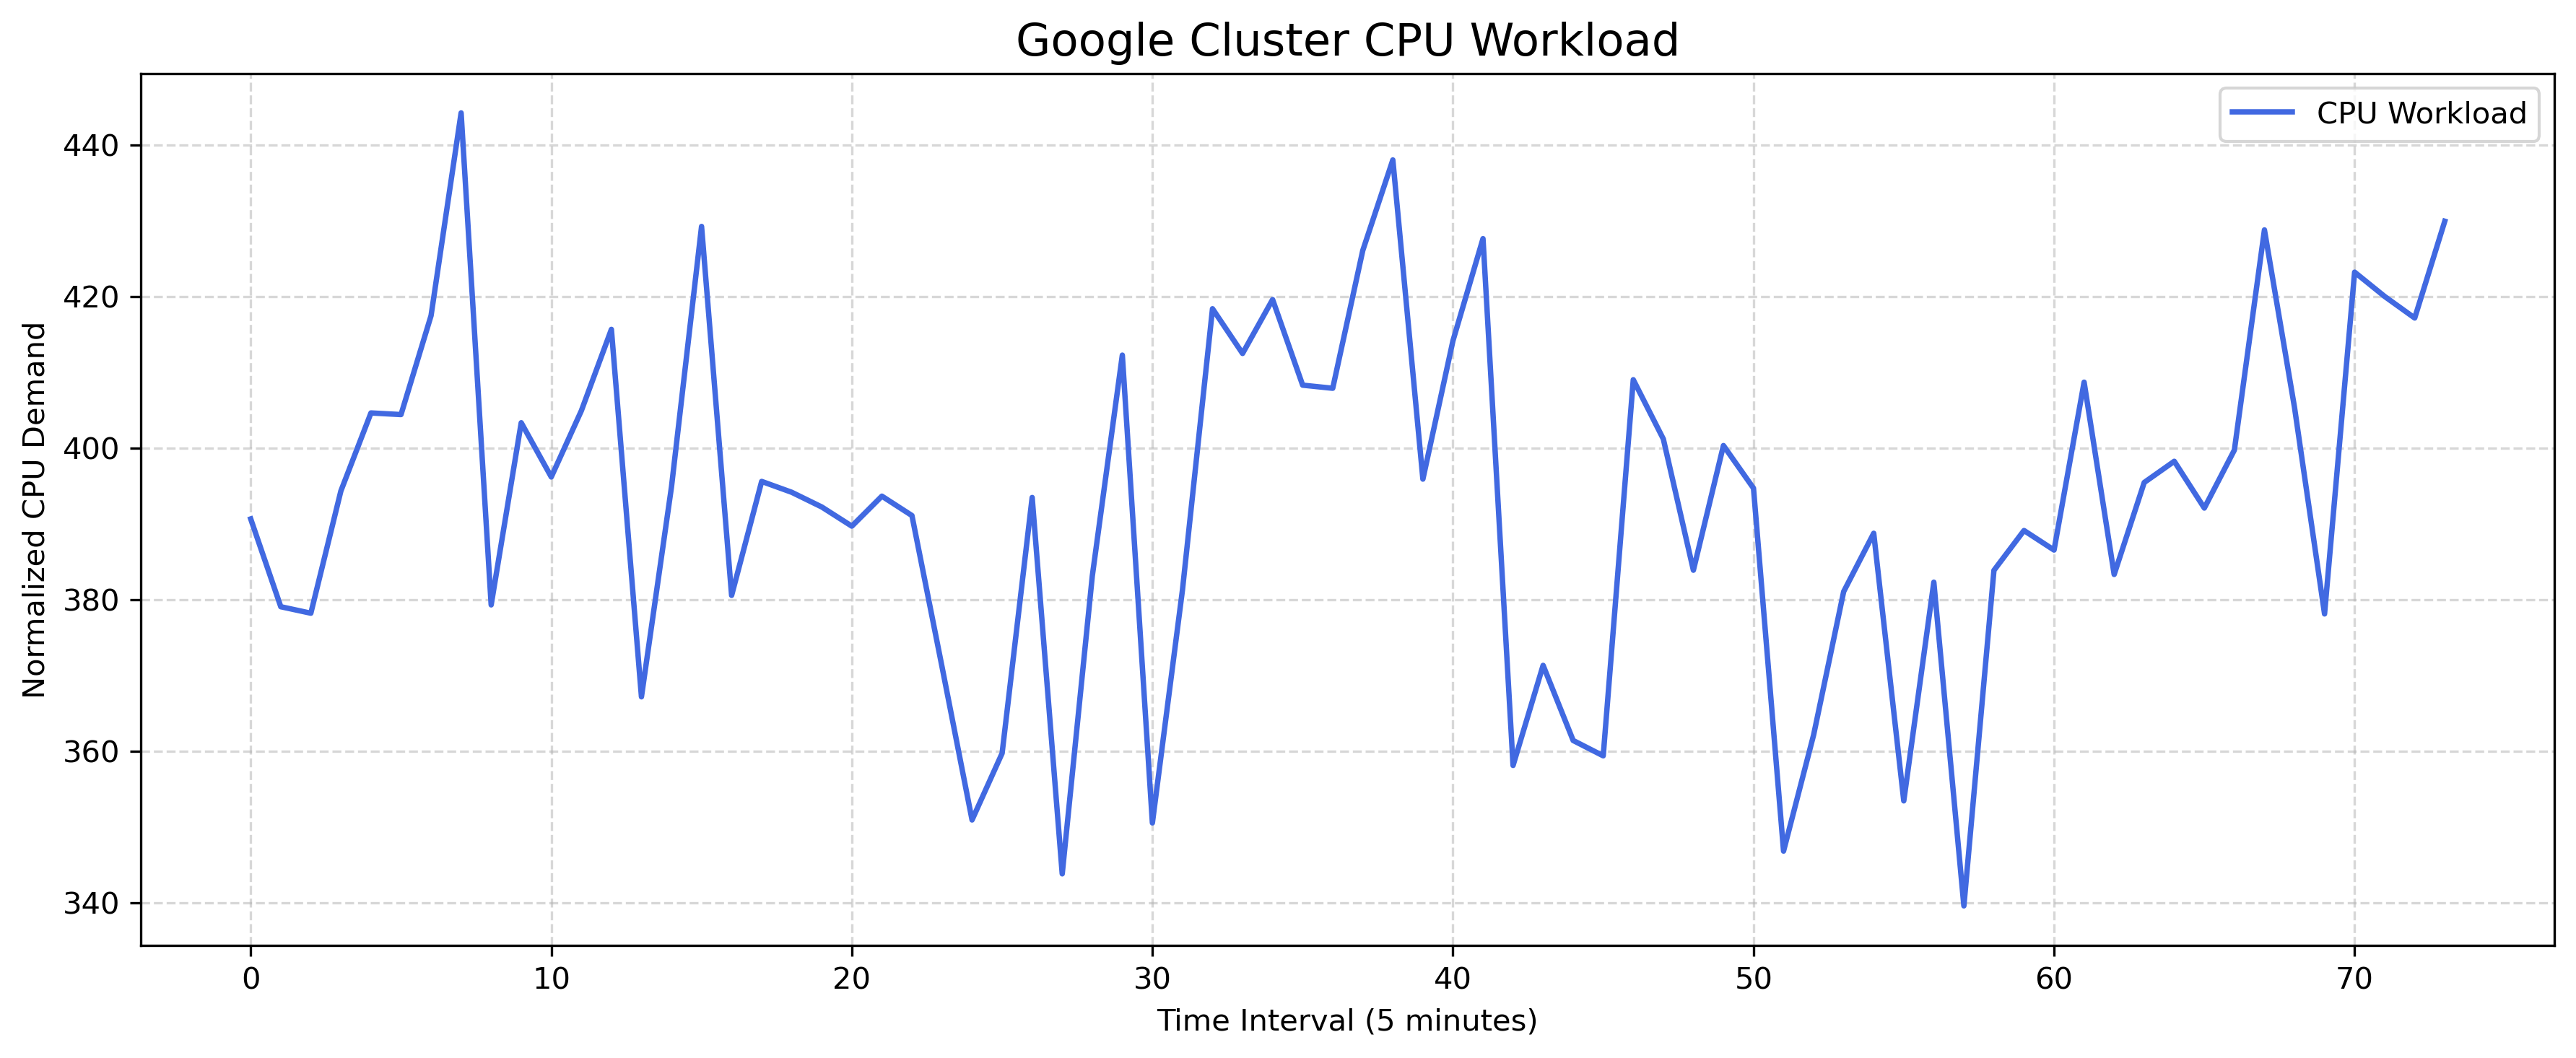 Google Cluster CPU Workload
CPU Workload
Normalized CPU Demand
440
420
400
380
360
340
0 10 20 30 40 50 60 70
Time Interval (5 minutes)